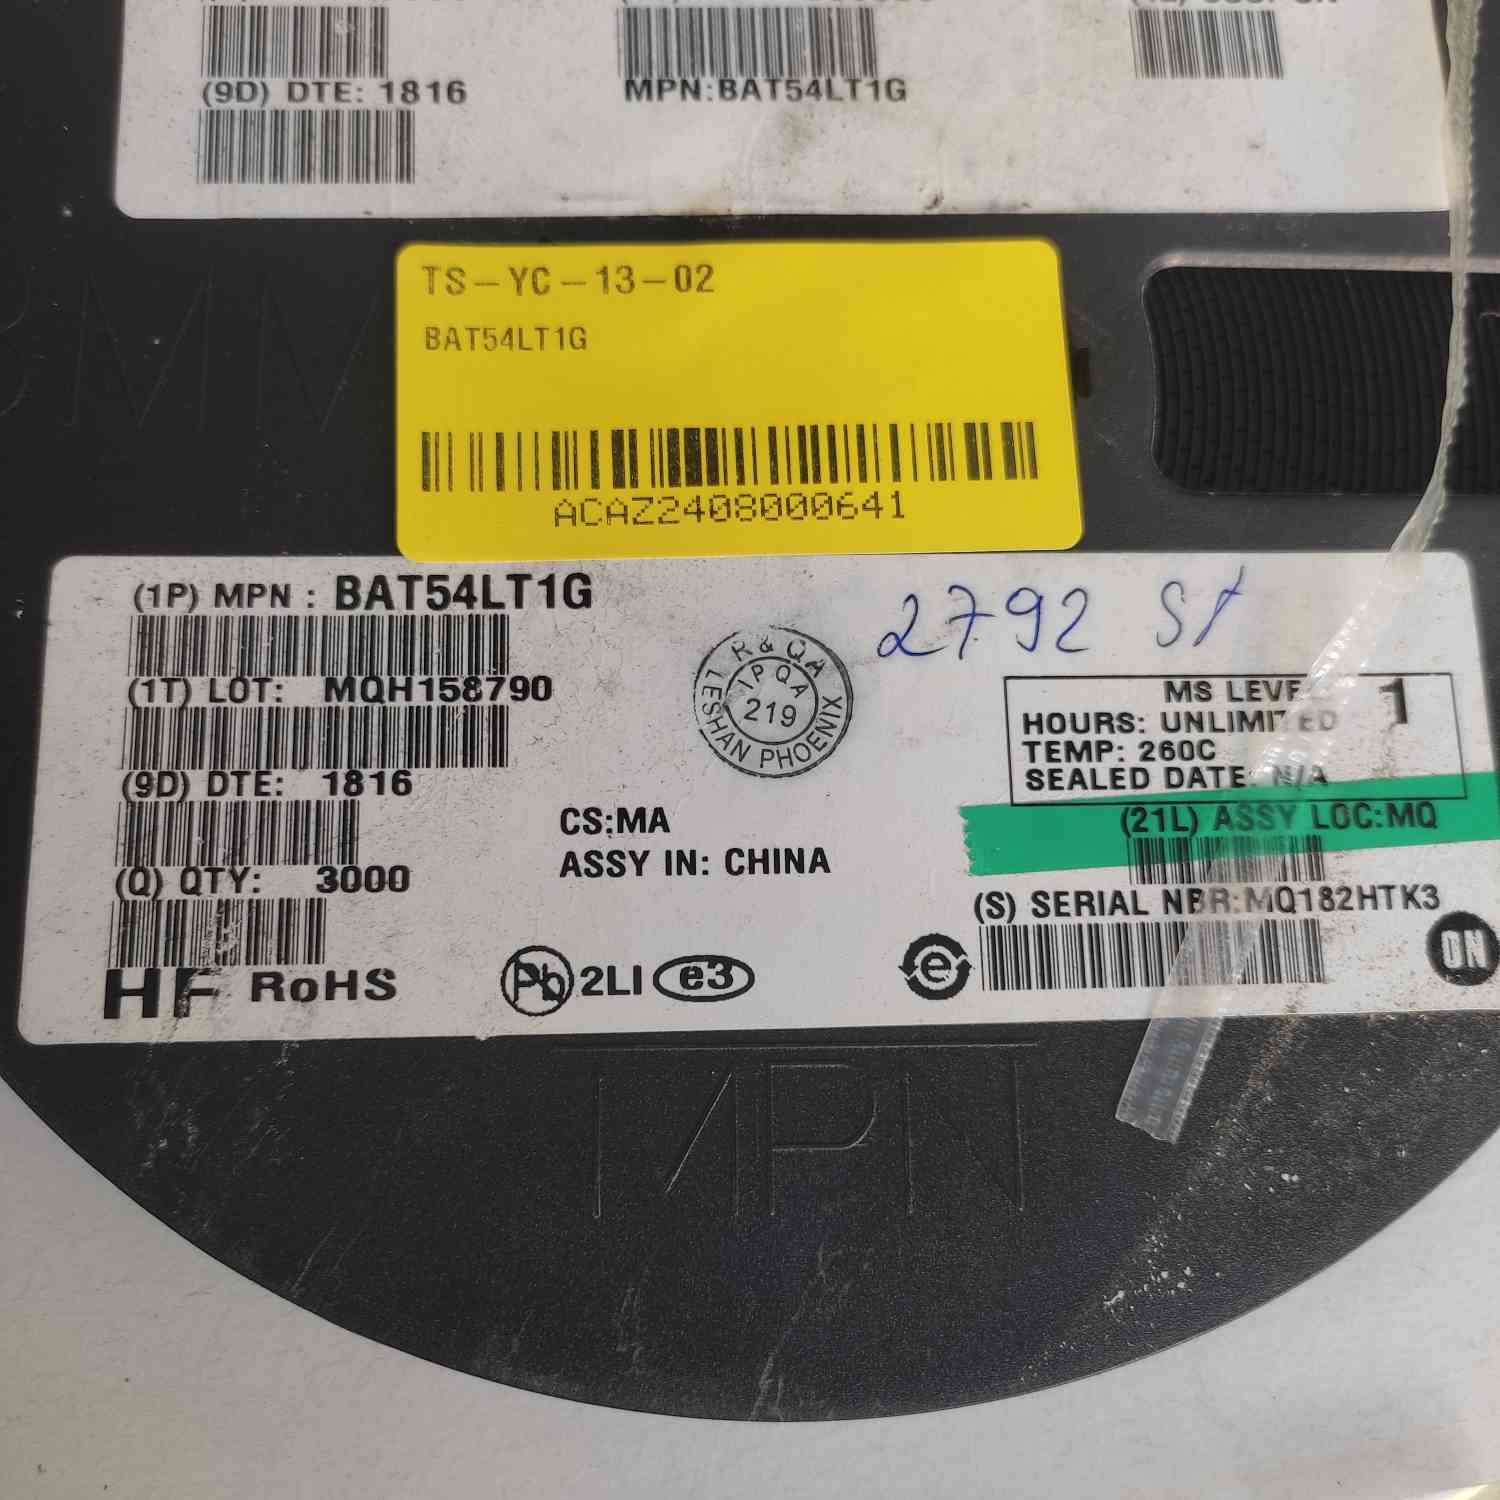 (9D) DTE: 1816
MPN:BAT54LT1G
TS-YC-13-02
BAT54LT1G
ACAZ2408000641
(1P) MPN : BAT54LT1G
2792 St
(1T) LOT: MQH158790
R & QA
IPQA
219
LESHAN PHOENIX
MS LEVEL 1
HOURS: UNLIMITED
TEMP: 260C
SEALED DATE: N/A
(9D) DTE: 1816
CS:MA
(21L) ASSY LOC:MQ
ASSY IN: CHINA
(Q) QTY: 3000
(S) SERIAL NBR:MQ182HTK3
HF RoHS
Pb 2LI e3
e
ON
MPN